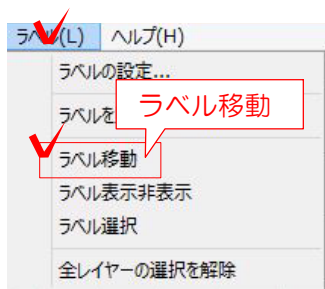 ラベル(L) ヘルプ(H)
ラベルの設定...
ラベルを
ラベル移動
ラベル移動
ラベル表示非表示
ラベル選択
全レイヤーの選択を解除